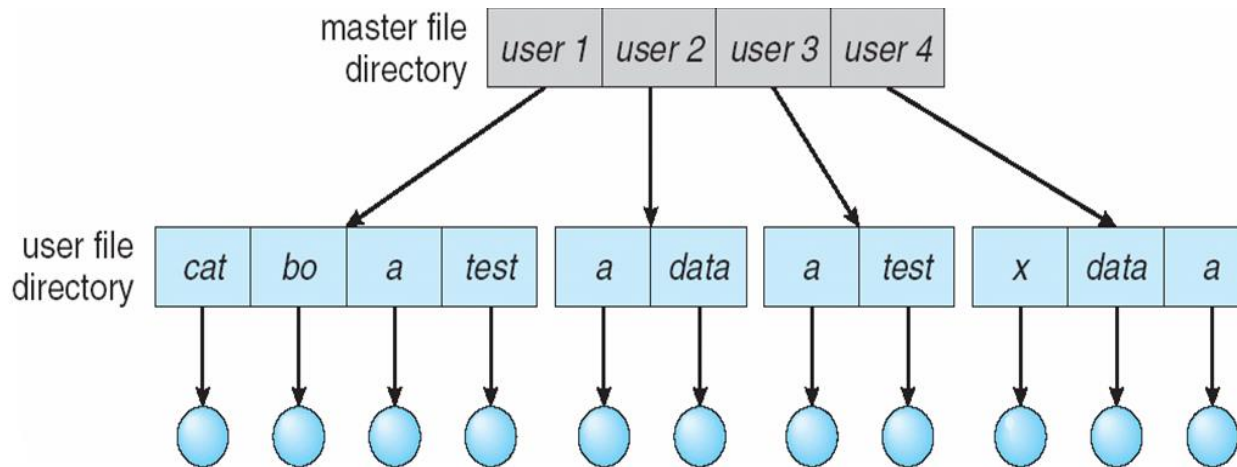 master file directory
user 1 user 2 user 3 user 4
user file directory
cat bo a test a data a test x data a